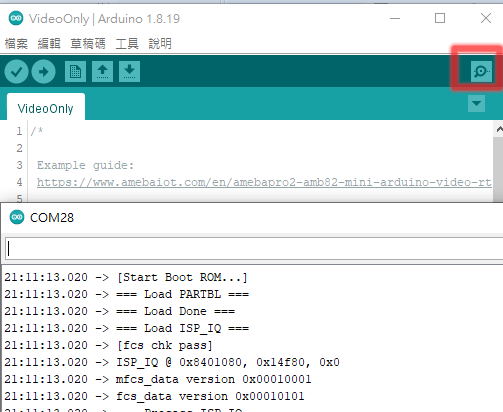 VideoOnly | Arduino 1.8.19
檔案 編輯 草稿碼 工具 說明
VideoOnly
1 /*
2
3 Example guide:
4 https://www.amebaiot.com/en/amebapro2-amb82-mini-arduino-video-rt
5
COM28
21:11:13.020 -> [Start Boot ROM...]
21:11:13.020 -> === Load PARTBL ===
21:11:13.020 -> === Load Done ===
21:11:13.020 -> === Load ISP_IQ ===
21:11:13.020 -> [fcs chk pass]
21:11:13.020 -> ISP_IQ @ 0x8401080, 0x14f80, 0x0
21:11:13.020 -> mfcs_data version 0x00010001
21:11:13.020 -> fcs_data version 0x00010101